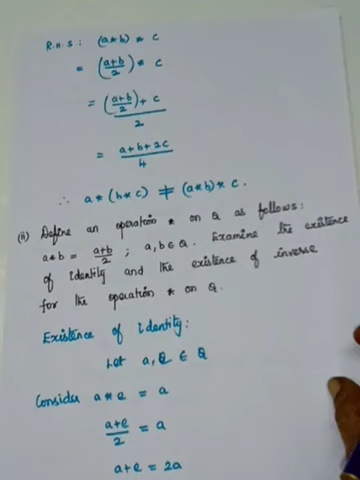 R.H.S : (a * b) * c
= (a+b/2) * c
= (a+b/2) + c / 2
= a+b+2c / 4
∴ a * (b * c) ≠ (a * b) * c .
(ii) Define an operation * on Q as follows:
a * b = a+b/2 ; a, b ∈ Q . Examine the existence
of identity and the existence of inverse
for the operation * on Q .
Existence of identity:
Let a, e ∈ Q
Consider a * e = a
a+e/2 = a
a+e = 2a